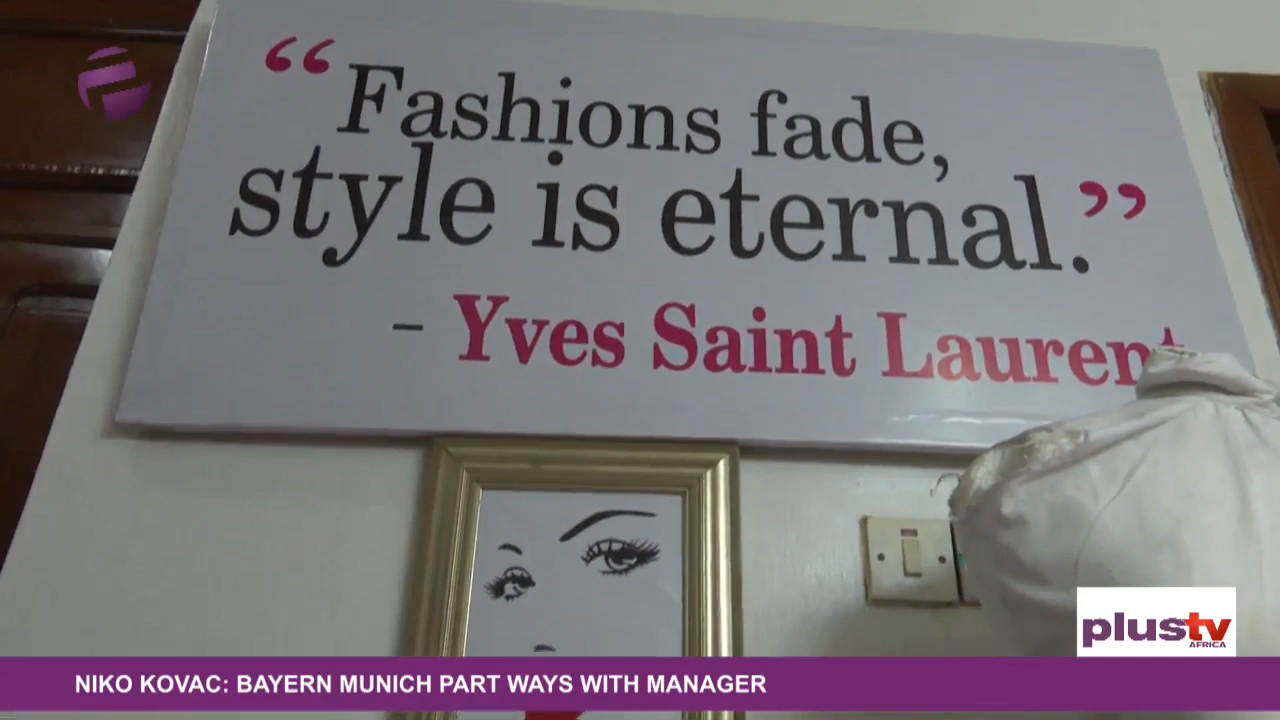 “Fashions fade,
style is eternal.”
– Yves Saint Laurent
plustv
AFRICA
NIKO KOVAC: BAYERN MUNICH PART WAYS WITH MANAGER